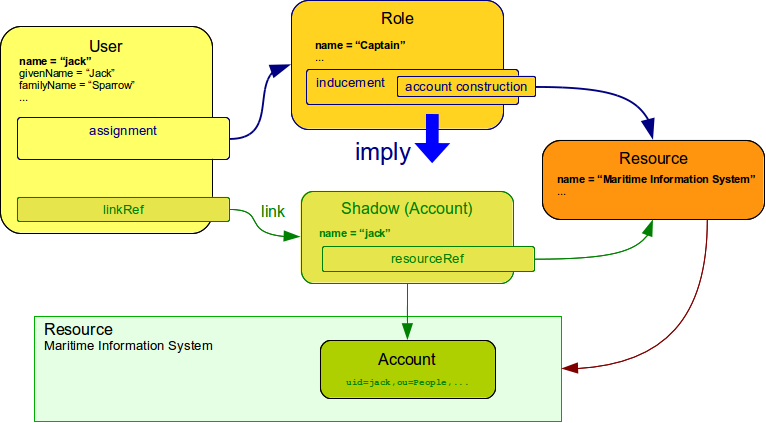 User
name = “jack”
givenName = “Jack”
familyName = “Sparrow”
...
assignment
linkRef
Role
name = “Captain”
...
inducement
account construction
imply
link
Shadow (Account)
name = “jack”
resourceRef
Resource
name = “Maritime Information System”
...
Resource
Maritime Information System
Account
uid=jack,ou=People,...